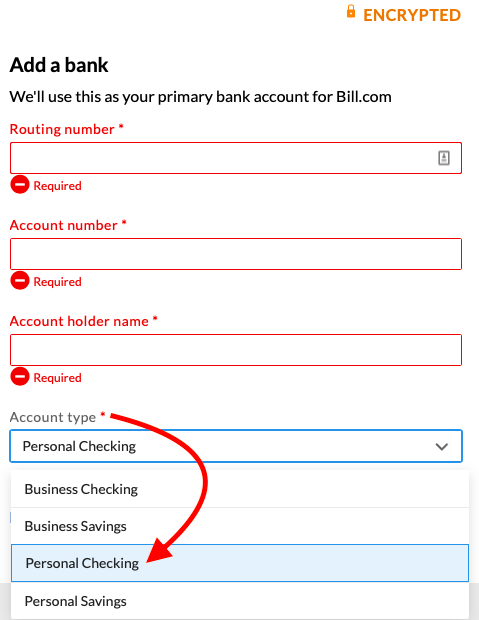 ENCRYPTED
Add a bank
We'll use this as your primary bank account for Bill.com
Routing number *
Required
Account number *
Required
Account holder name *
Required
Account type *
Personal Checking
Business Checking
Business Savings
Personal Checking
Personal Savings